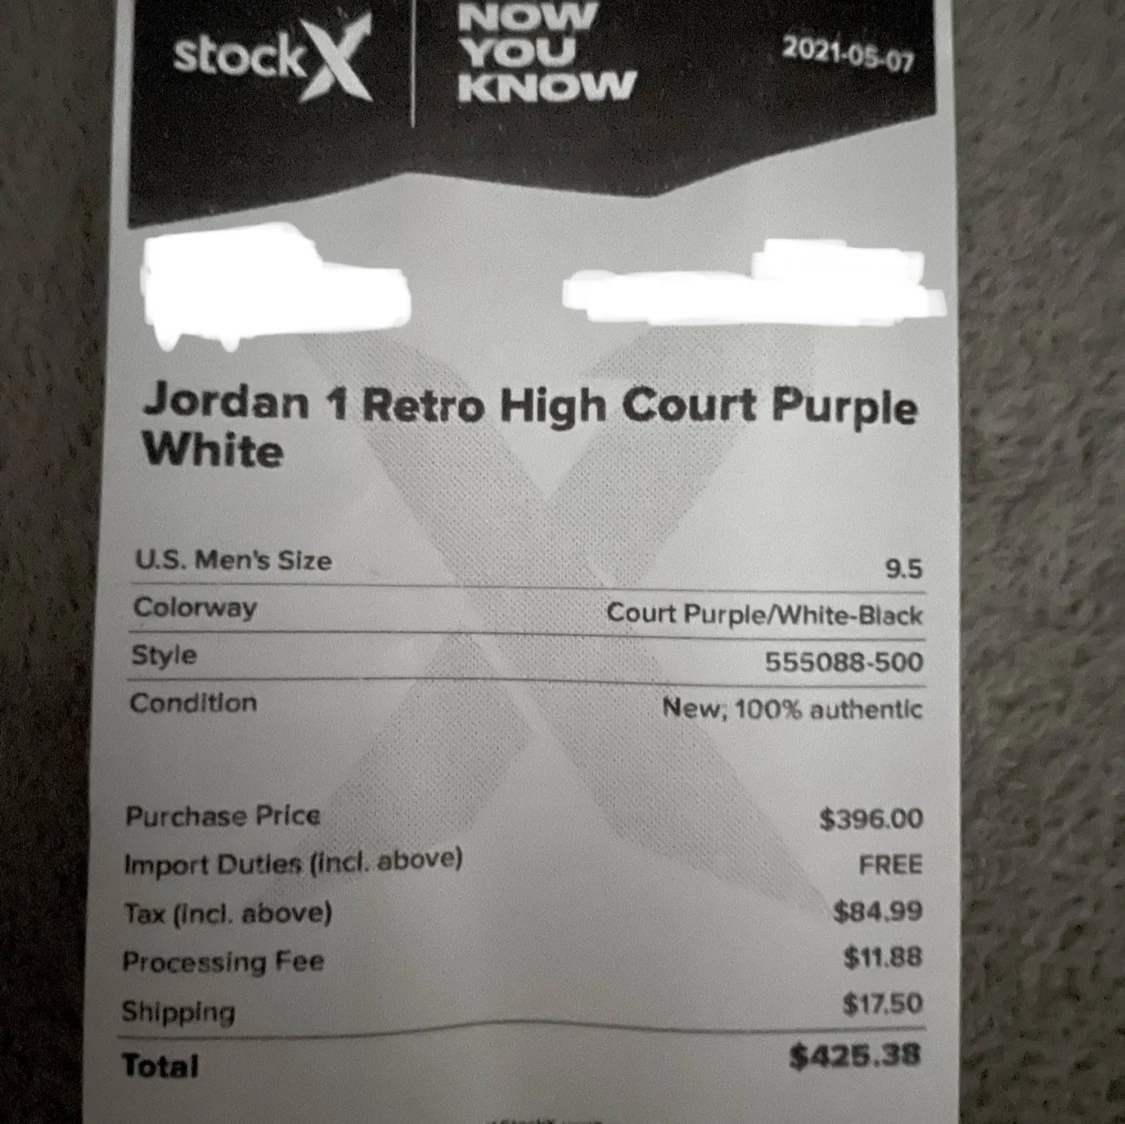 stockX
NOW
YOU
KNOW
2021-05-07
Jordan 1 Retro High Court Purple
White
U.S. Men's Size 9.5
Colorway Court Purple/White-Black
Style 555088-500
Condition New; 100% authentic
Purchase Price $396.00
Import Duties (incl. above) FREE
Tax (incl. above) $84.99
Processing Fee $11.88
Shipping $17.50
Total $425.38